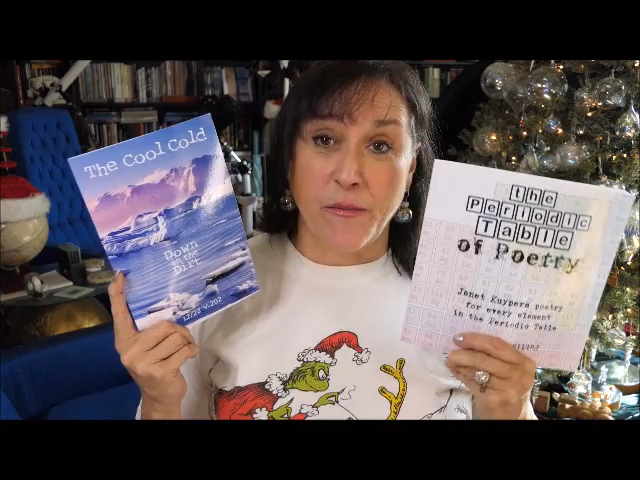 The Cool Cold
Down
in the
Dirt
12/22 v.202
the
Periodic
Table
of Poetry
Janet Kuypers poetry
for every element
in the Periodic Table